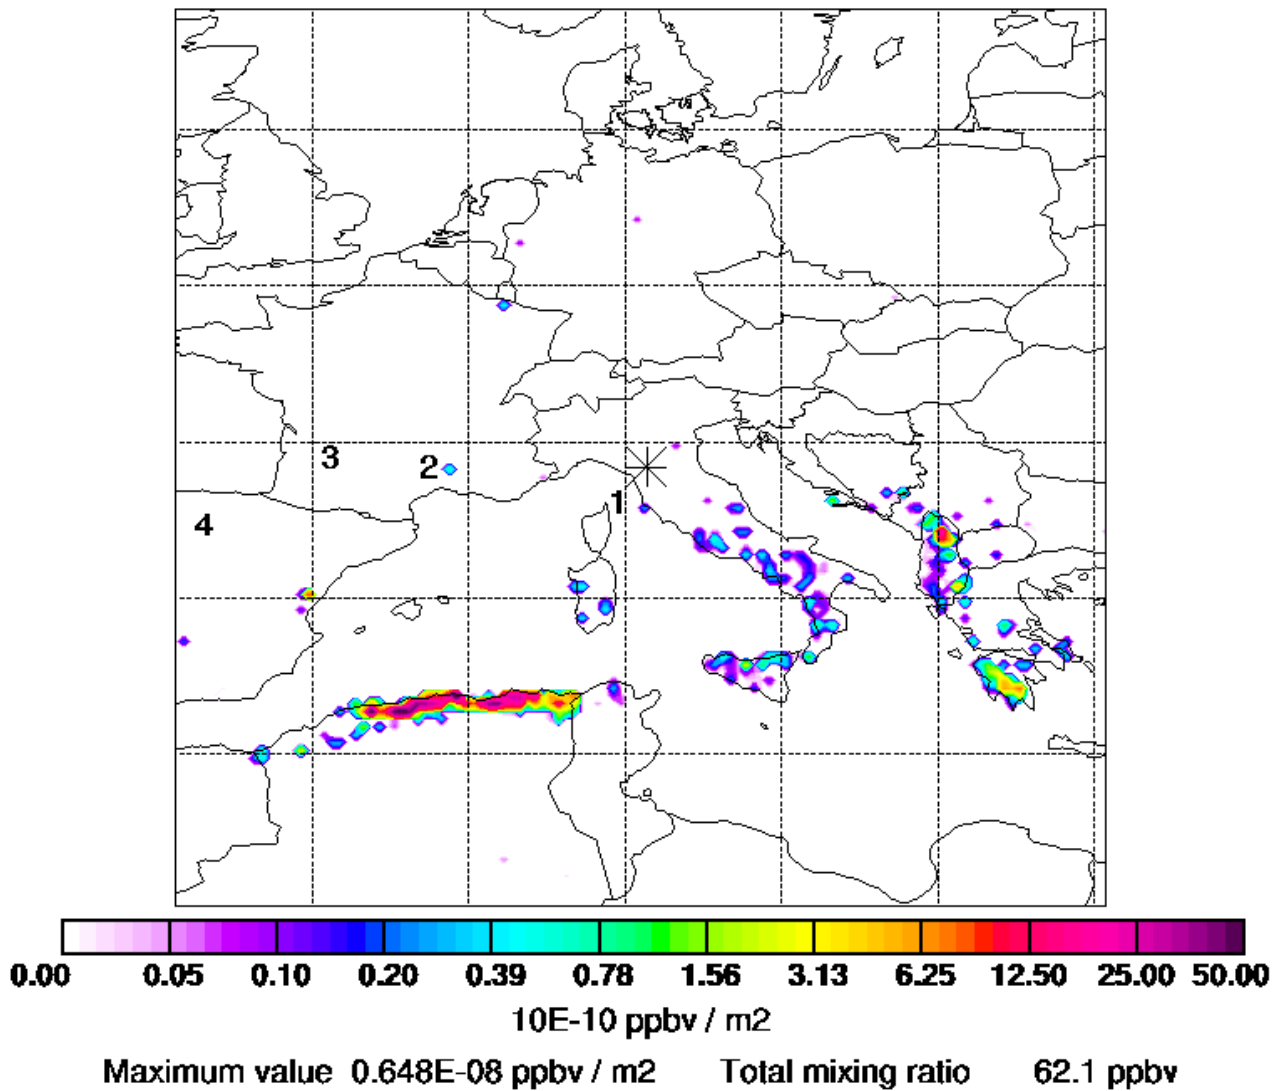 3
2
1
4
0.00 0.05 0.10 0.20 0.39 0.78 1.56 3.13 6.25 12.50 25.00 50.00
10E-10 ppbv / m2
Maximum value 0.648E-08 ppbv / m2 Total mixing ratio 62.1 ppbv